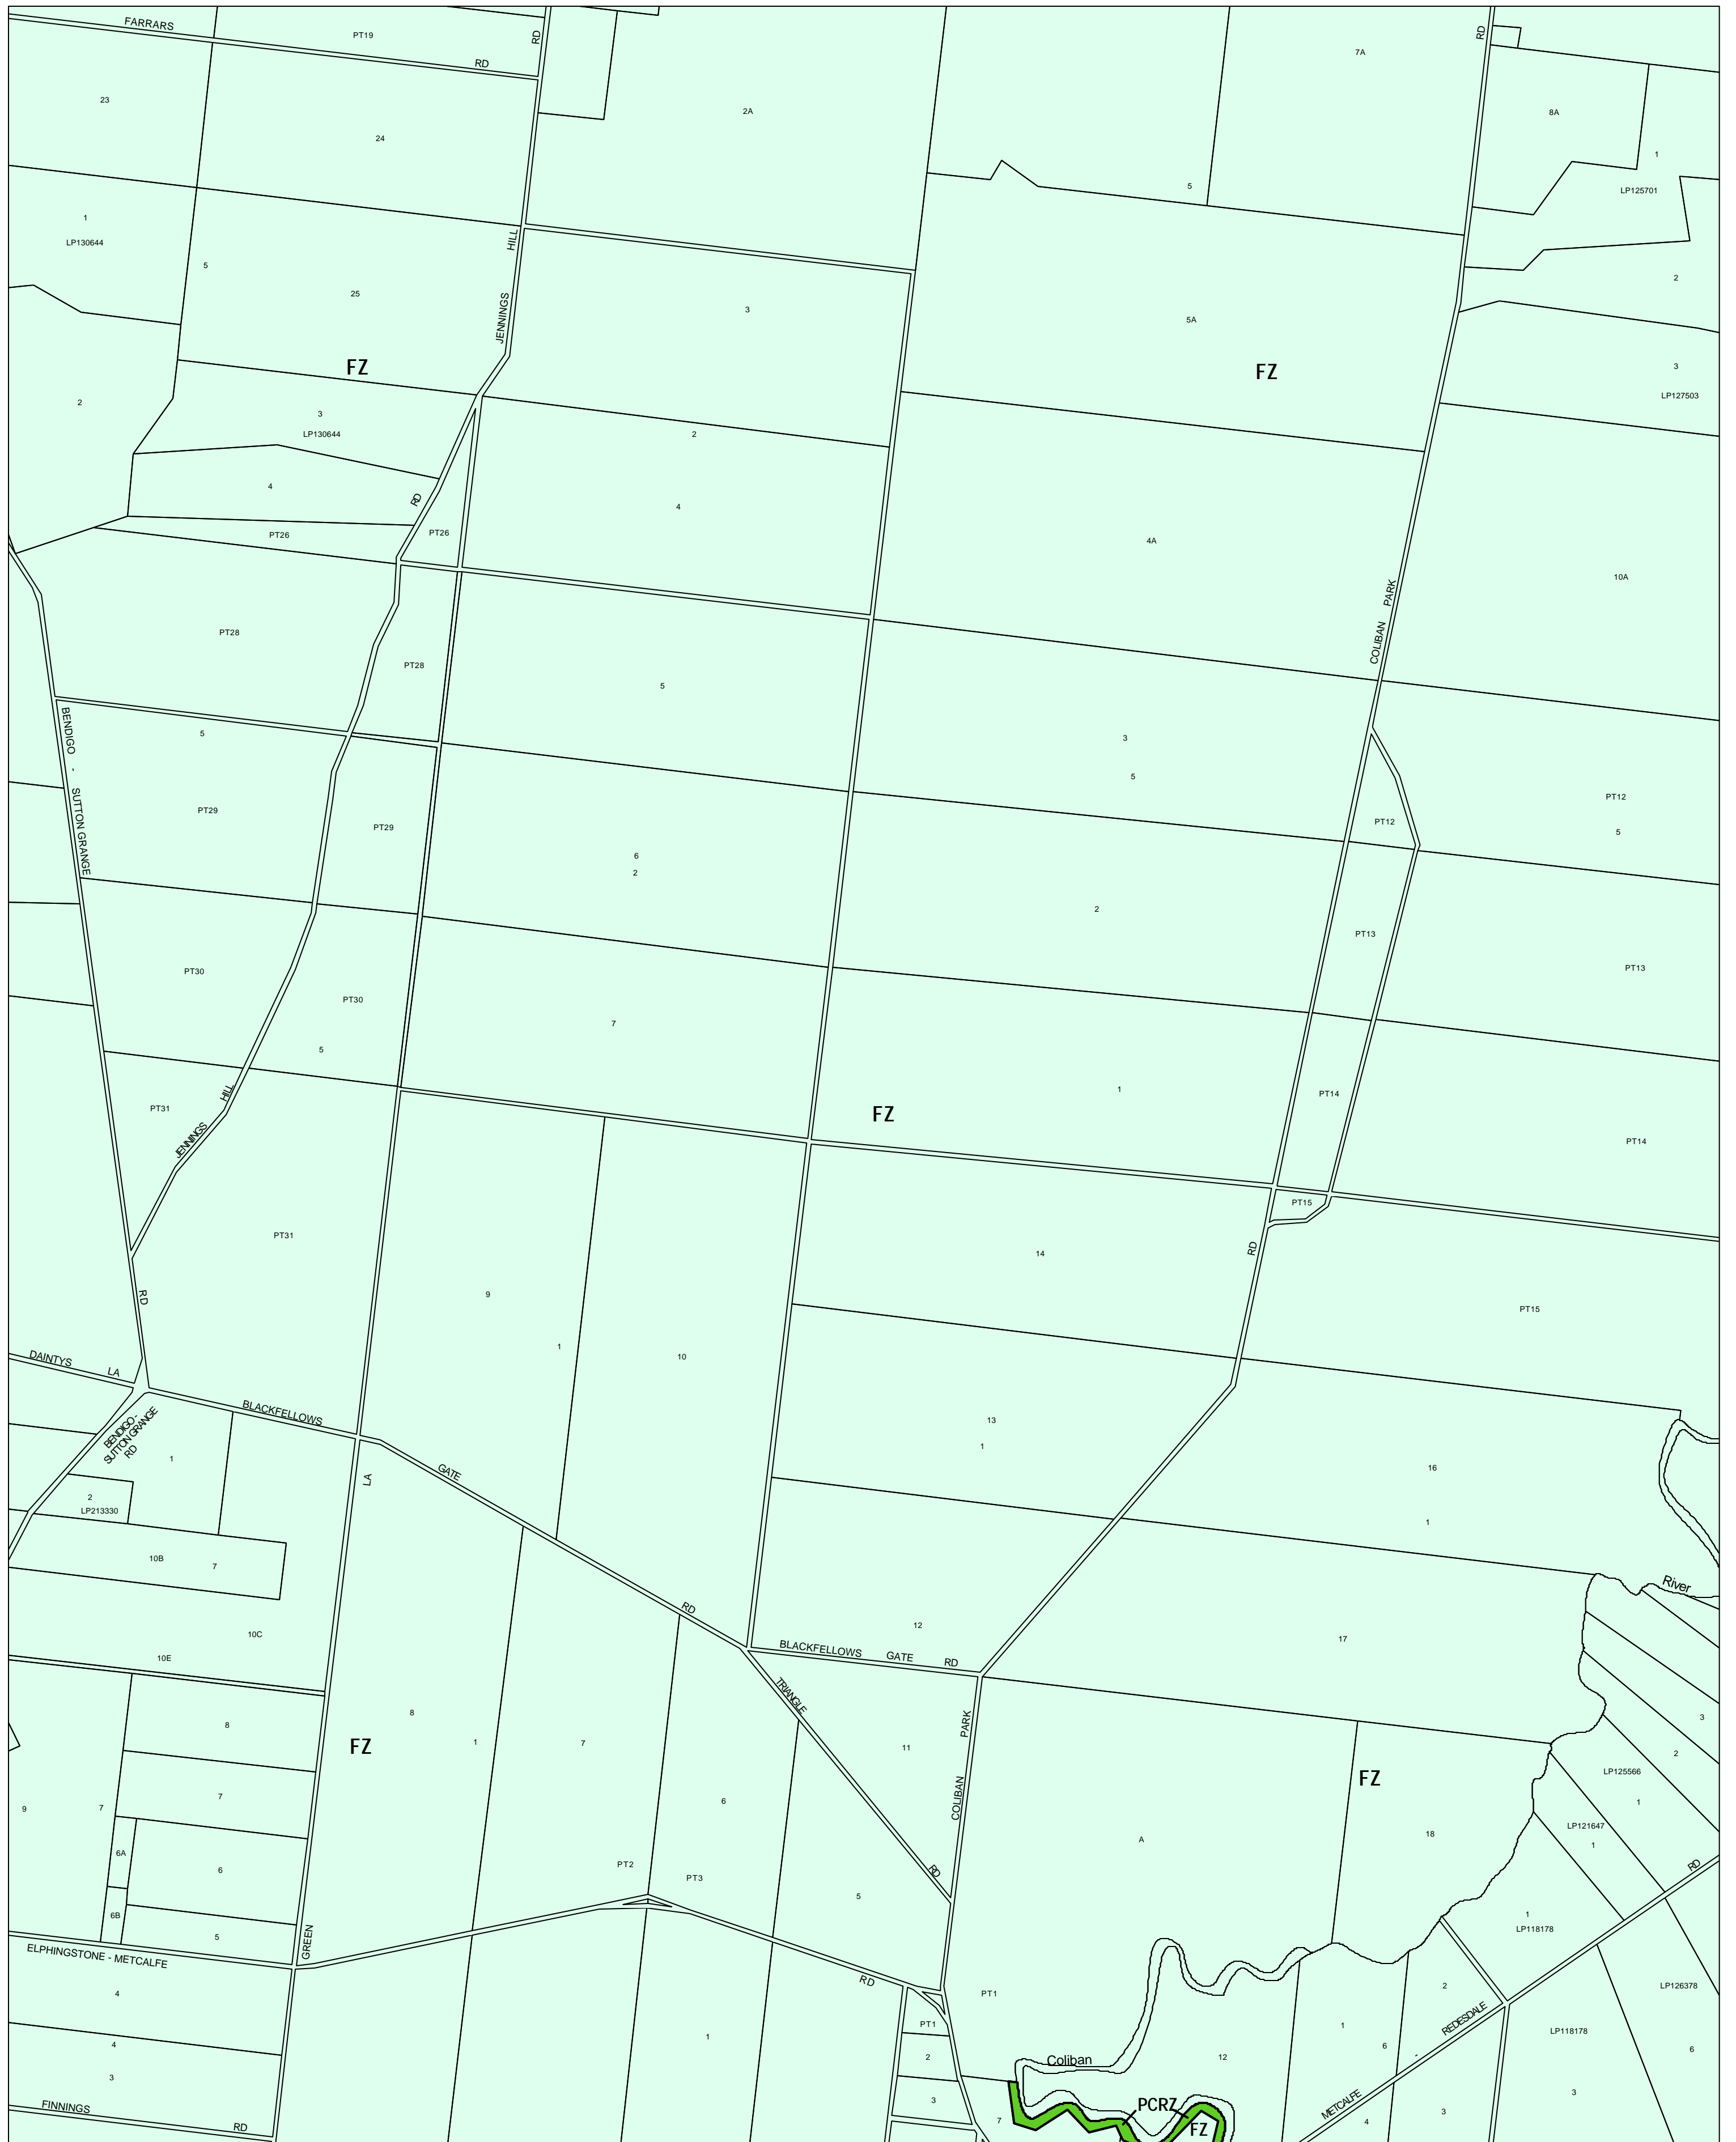 FARRARS
PT19
RD
RD
RD
7A
23
24
2A
8A
1
5
LP125701
1
LP130644
HILL
5
25
JENNINGS
3
5A
2
FZ
FZ
3
LP127503
2
3
LP130644
2
4
RD
4
PT26
PT26
4A
10A
PARK
COLIBAN
PT28
PT28
5
BENDIGO - SUTTON GRANGE
5
3
5
PT12
PT12
5
PT29
PT29
6
2
2
PT13
PT13
PT30
PT30
5
7
1
PT14
FZ
HILL
PT31
JENNINGS
PT14
PT15
PT31
14
RD
RD
9
PT15
1
10
DAINTYS LA
BLACKFELLOWS
13
1
BENDIGO -
SUTTON GRANGE
RD
1
LA
GATE
16
2
LP213330
1
10B
7
River
RD
12
17
10C
10E
BLACKFELLOWS GATE RD
TRIANGLE
8
8
PARK
3
FZ
1
7
11
2
FZ
LP125566
7
9
7
COLIBAN
1
6
LP121647
1
A
18
6A
6
PT2
PT3
RD
RD
5
6B
1
LP118178
5
GREEN
ELPHINGSTONE - METCALFE
RD
4
PT1
2
LP126378
PT1
1
REDESDALE
LP118178
1
4
2
Coliban
12
6
-
6
3
3
3
FINNINGS
RD
7
PCRZ
FZ
METCALFE
4
3